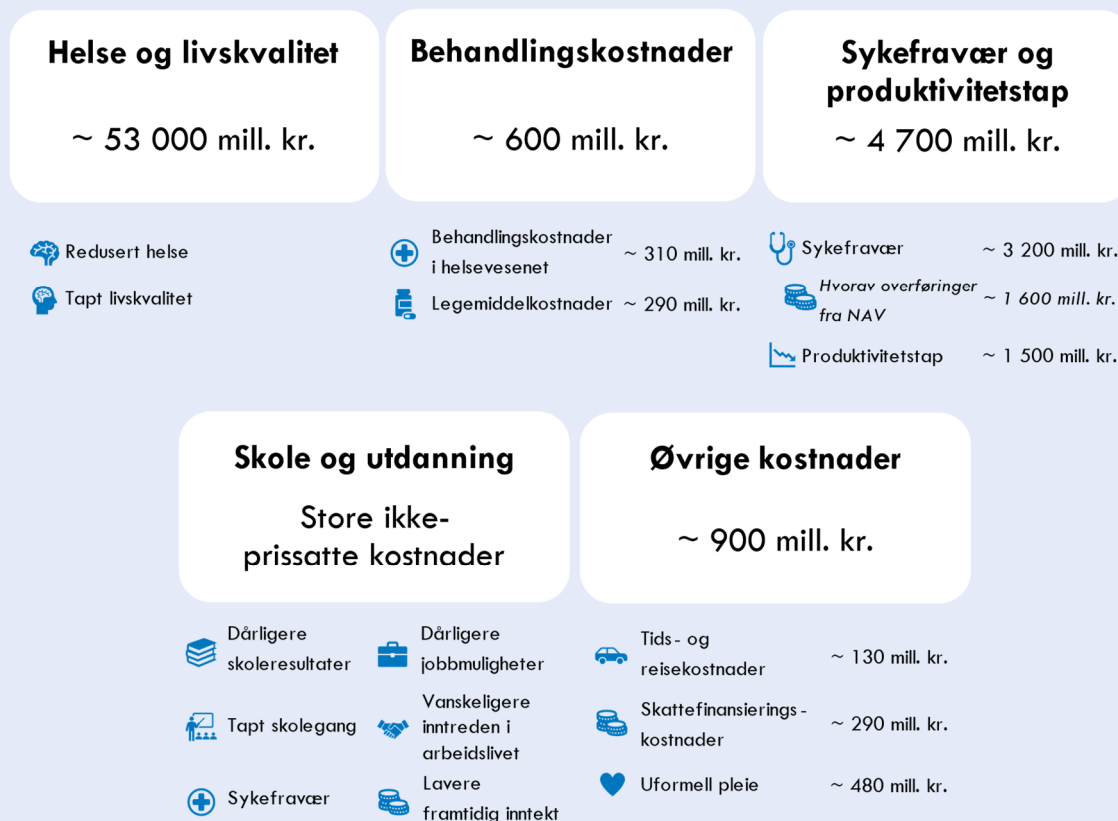 Helse og livskvalitet
~ 53 000 mill. kr.
Redusert helse
Tapt livskvalitet
Behandlingskostnader
~ 600 mill. kr.
Behandlingskostnader
i helsevesenet
~ 310 mill. kr.
Legemiddelkostnader
~ 290 mill. kr.
Sykefravær og
produktivitetstap
~ 4 700 mill. kr.
Sykefravær
~ 3 200 mill. kr.
Hvorav overføringer
fra NAV
~ 1 600 mill. kr.
Produktivitetstap
~ 1 500 mill. kr.
Skole og utdanning
Store ikke-
prissatte kostnader
Dårligere
skoleresultater
Tapt skolegang
Sykefravær
Dårligere
jobbmuligheter
Vanskeligere
inntreden i
arbeidslivet
Lavere
framtidig inntekt
Øvrige kostnader
~ 900 mill. kr.
Tids- og
reisekostnader
~ 130 mill. kr.
Skattefinansierings-
kostnader
~ 290 mill. kr.
Uformell pleie
~ 480 mill. kr.